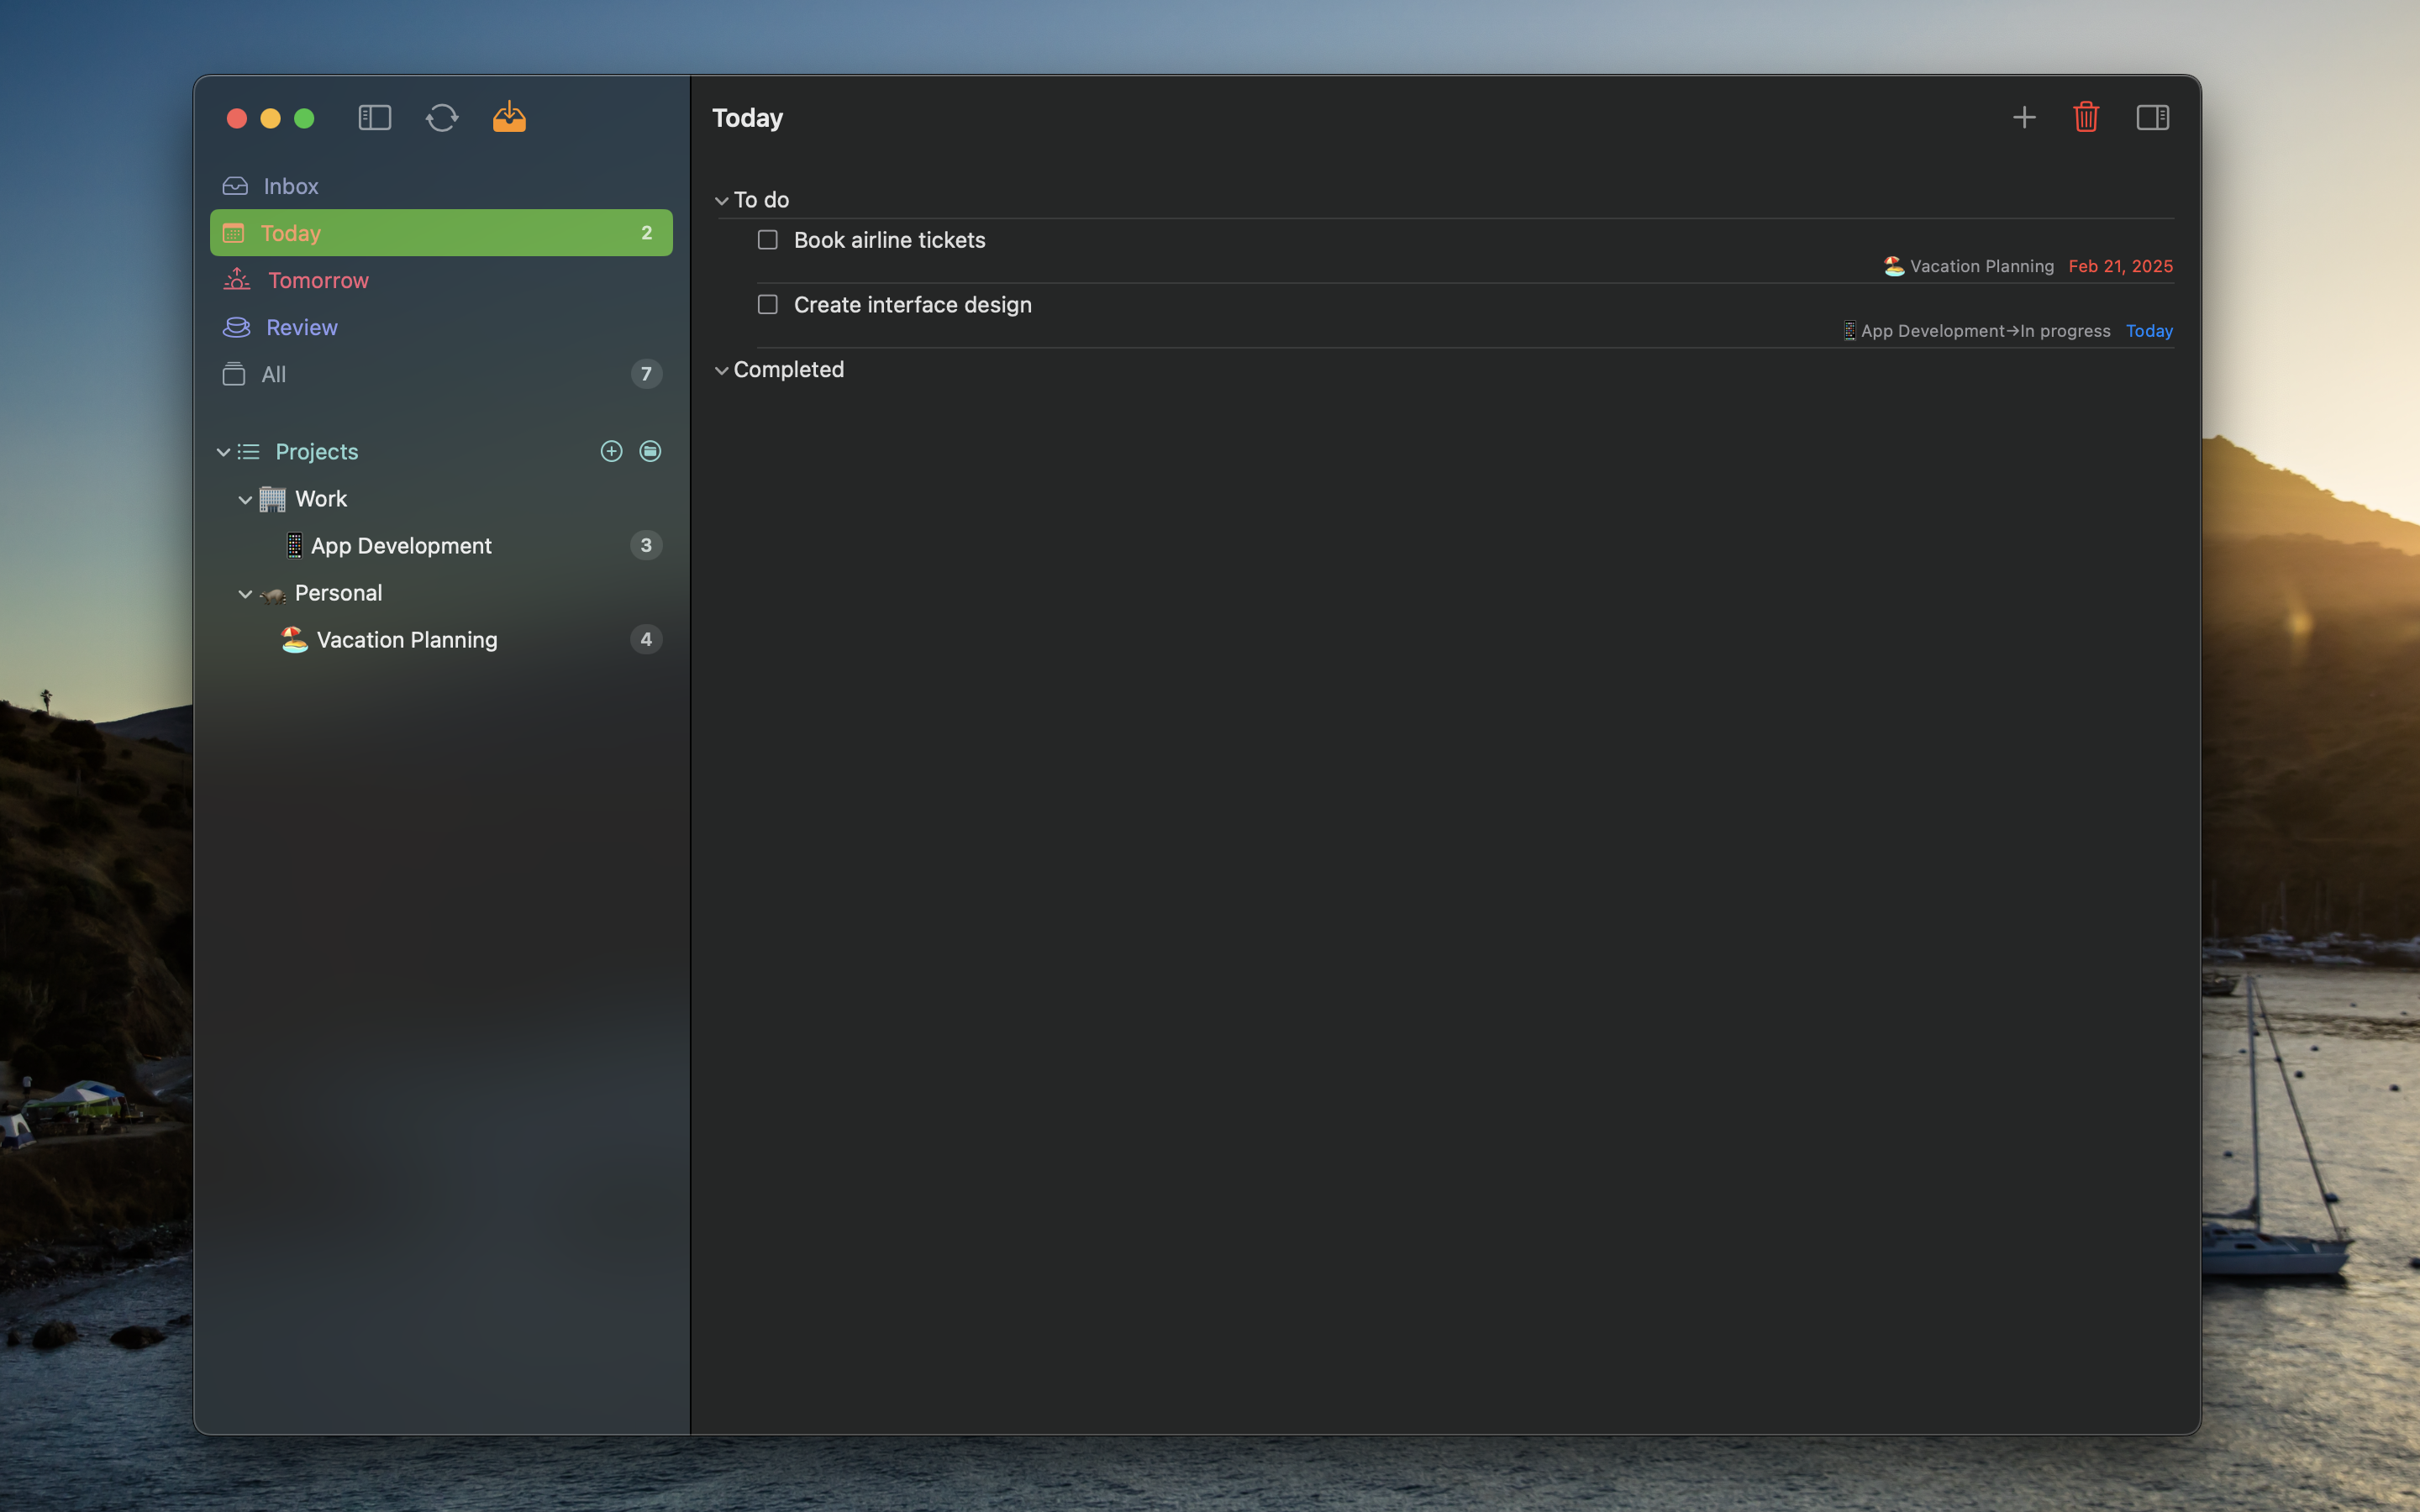 Today
Inbox
Today 2
Tomorrow
Review
All 7
Projects
Work
App Development 3
Personal
Vacation Planning 4
To do
Book airline tickets
Vacation Planning Feb 21, 2025
Create interface design
App Development→In progress Today
Completed